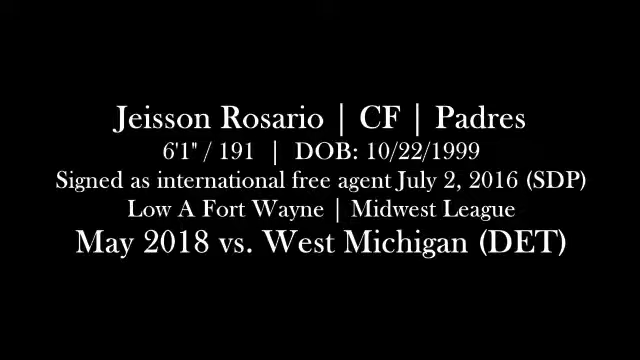 Jeisson Rosario | CF | Padres
6'1" / 191 | DOB: 10/22/1999
Signed as international free agent July 2, 2016 (SDP)
Low A Fort Wayne | Midwest League
May 2018 vs. West Michigan (DET)